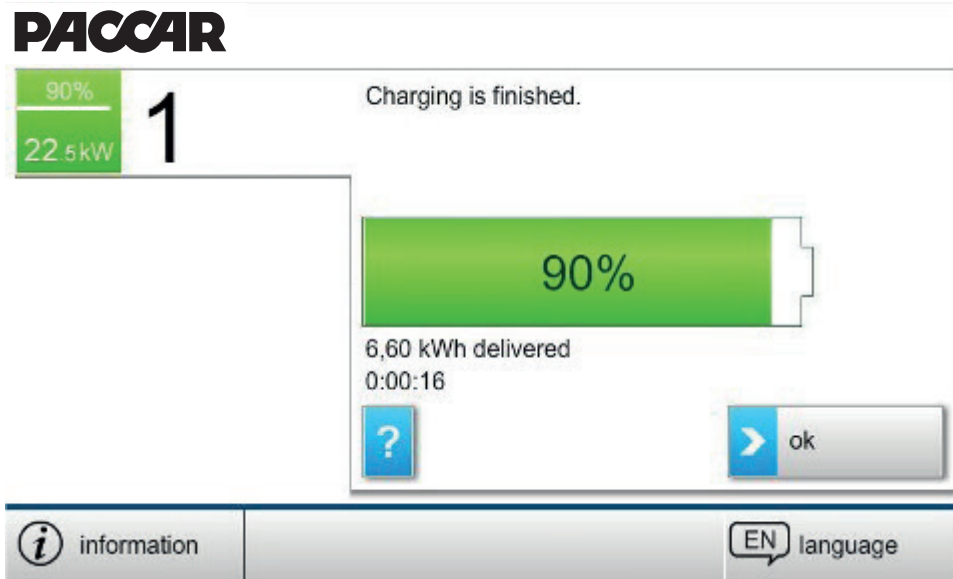 PACCAR
90%
22.5kW
1
Charging is finished.
90%
6,60 kWh delivered
0:00:16
?
ok
i information
EN language